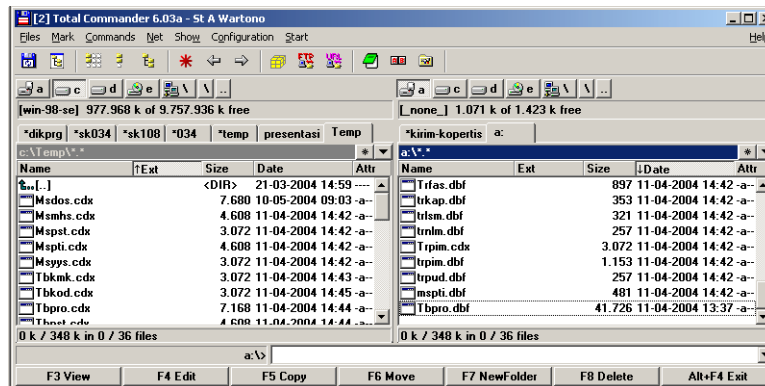 [2] Total Commander 6.03a - St A Wartono
Files Mark Commands Net Show Configuration Start Help
a c d e \ \ ..
a c d e \ \ ..
[win-98-se] 977.968 k of 9.757.936 k free
[_none_] 1.071 k of 1.423 k free
*dikprg *sk034 *sk108 *034 *temp presentasi Temp
*kirim-kopertis a:
c:\Temp\*.* *
a:\*.* *
Name ↑Ext Size Date Attr
[..] <DIR> 21-03-2004 14:59 ----
Msdos.cdx 7.680 10-05-2004 09:03 -a--
Msmhs.cdx 4.608 11-04-2004 14:42 -a--
Mspst.cdx 3.072 11-04-2004 14:42 -a--
Mspti.cdx 4.608 11-04-2004 14:42 -a--
Msyys.cdx 3.072 11-04-2004 14:42 -a--
Tbkmk.cdx 3.072 11-04-2004 14:43 -a--
Tbkod.cdx 3.072 11-04-2004 14:45 -a--
Tbpro.cdx 7.168 11-04-2004 14:44 -a--
Tbpst.cdx 4.608 11-04-2004 14:44 -a--
0 k / 348 k in 0 / 36 files
Name Ext Size ↓Date Attr
Trfas.dbf 897 11-04-2004 14:42 -a--
trkap.dbf 353 11-04-2004 14:42 -a--
trlsm.dbf 321 11-04-2004 14:42 -a--
trnlm.dbf 257 11-04-2004 14:42 -a--
Trpim.cdx 3.072 11-04-2004 14:42 -a--
trpim.dbf 1.153 11-04-2004 14:42 -a--
trpud.dbf 257 11-04-2004 14:42 -a--
mspti.dbf 481 11-04-2004 14:42 -a--
Tbpro.dbf 41.726 11-04-2004 13:37 -a--
0 k / 348 k in 0 / 36 files
a:\>
F3 View F4 Edit F5 Copy F6 Move F7 NewFolder F8 Delete Alt+F4 Exit